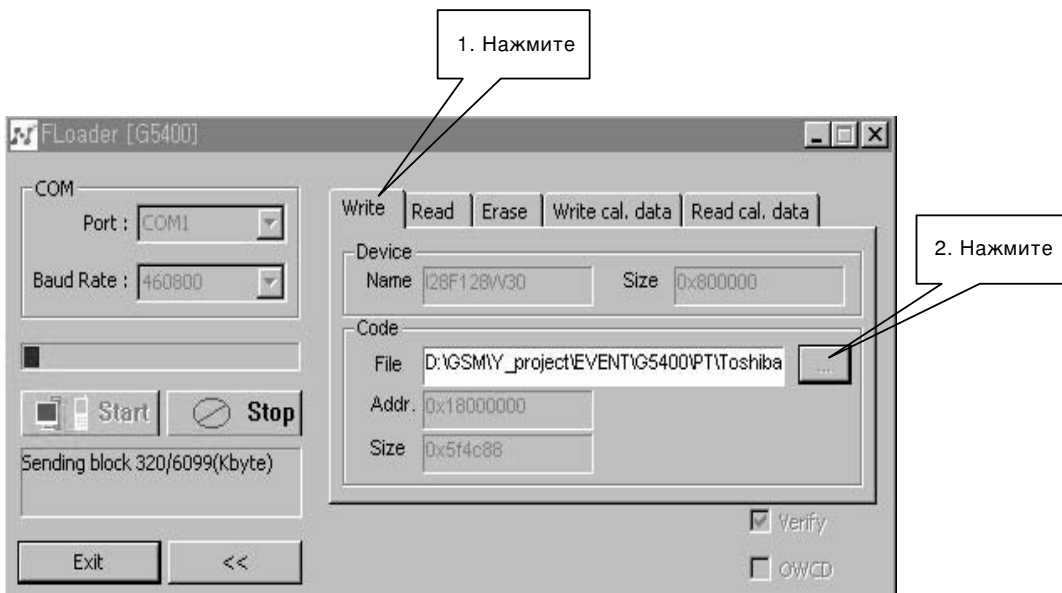 1. Нажмите
FLoader [G5400]
COM
Port : COM1
Baud Rate : 460800
Start Stop
Sending block 320/6099(Kbyte)
Exit <<
Write Read Erase Write cal. data Read cal. data
Device
Name I28F128W30 Size 0x800000
Code
File D:\GSM\Y_project\EVENT\G5400\PT\Toshiba ...
Addr. 0x18000000
Size 0x5f4c88
Verify
OWCD
2. Нажмите